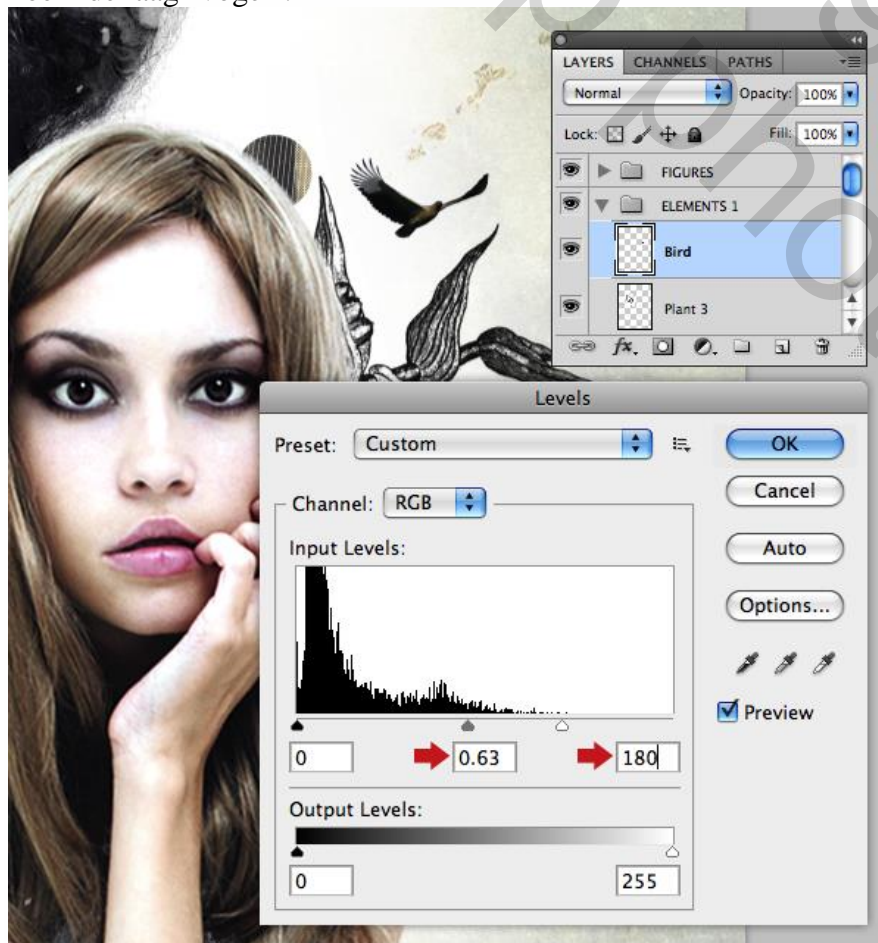 LAYERS CHANNELS PATHS
Normal Opacity: 100%
Lock: Fill: 100%
FIGURES
ELEMENTS 1
Bird
Plant 3
fx
Levels
Preset: Custom
OK
Cancel
Auto
Options...
Preview
Channel: RGB
Input Levels:
0 0.63 180
Output Levels:
0 255